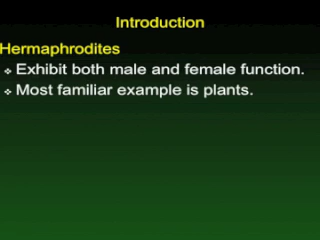 Introduction
Hermaphrodites
❖ Exhibit both male and female function.
❖ Most familiar example is plants.